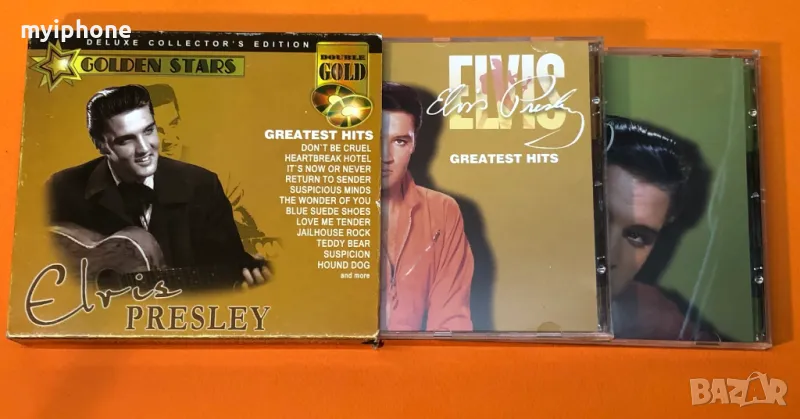 myiphone
DELUXE COLLECTOR'S EDITION
GOLDEN STARS
DOUBLE
GOLD
GREATEST HITS
DON'T BE CRUEL
HEARTBREAK HOTEL
IT`S NOW OR NEVER
RETURN TO SENDER
SUSPICIOUS MINDS
THE WONDER OF YOU
BLUE SUEDE SHOES
LOVE ME TENDER
JAILHOUSE ROCK
TEDDY BEAR
SUSPICION
HOUND DOG
and more
Elvis
PRESLEY
ELVIS
Elvis Presley
GREATEST HITS
BAZAR
bg